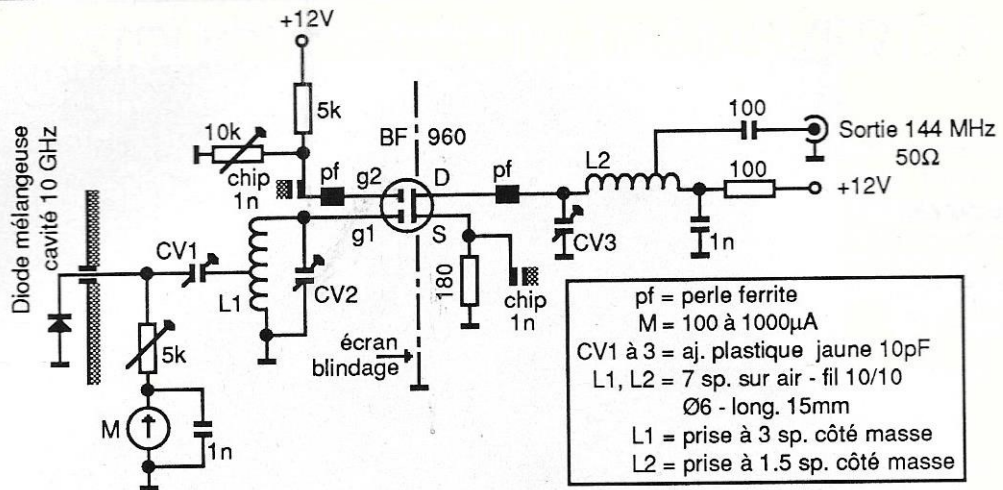 +12V
5k
10k
chip
1n
pf
g2
g1
BF 960
D
S
pf
L2
100
Sortie 144 MHz
50Ω
100
+12V
1n
CV3
180
chip
1n
Diode mélangeuse
cavité 10 GHz
CV1
L1
CV2
5k
M
1n
écran
blindage
pf = perle ferrite
M = 100 à 1000µA
CV1 à 3 = aj. plastique jaune 10pF
L1, L2 = 7 sp. sur air - fil 10/10
Ø6 - long. 15mm
L1 = prise à 3 sp. côté masse
L2 = prise à 1.5 sp. côté masse